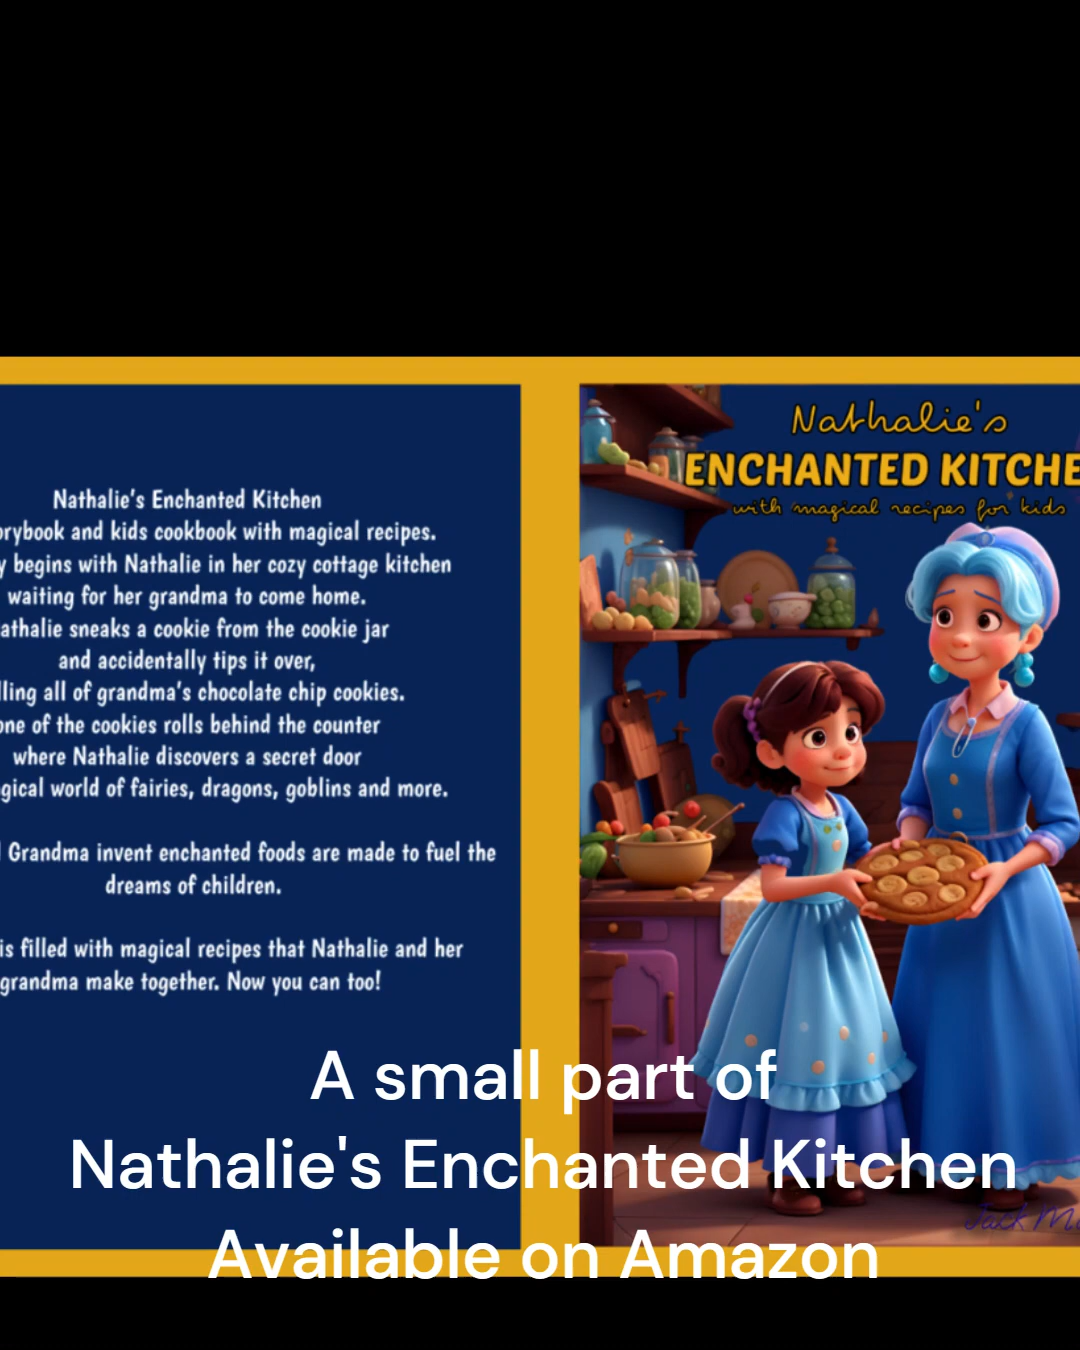 Nathalie's Enchanted Kitchen
and kids cookbook with magical recipes.
begins with Nathalie in her cozy cottage kitchen
waiting for her grandma to come home.
sneaks a cookie from the cookie jar
and accidentally tips it over,
all of grandma's chocolate chip cookies.
one of the cookies rolls behind the counter
where Nathalie discovers a secret door
world of fairies, dragons, goblins and more.
Grandma invent enchanted foods are made to fuel the
dreams of children.
is filled with magical recipes that Nathalie and her
grandma make together. Now you can too!
Nathalie's
ENCHANTED
with magical recipes for kids
Jack
A small part of
Nathalie's Enchanted Kitchen
Available on Amazon